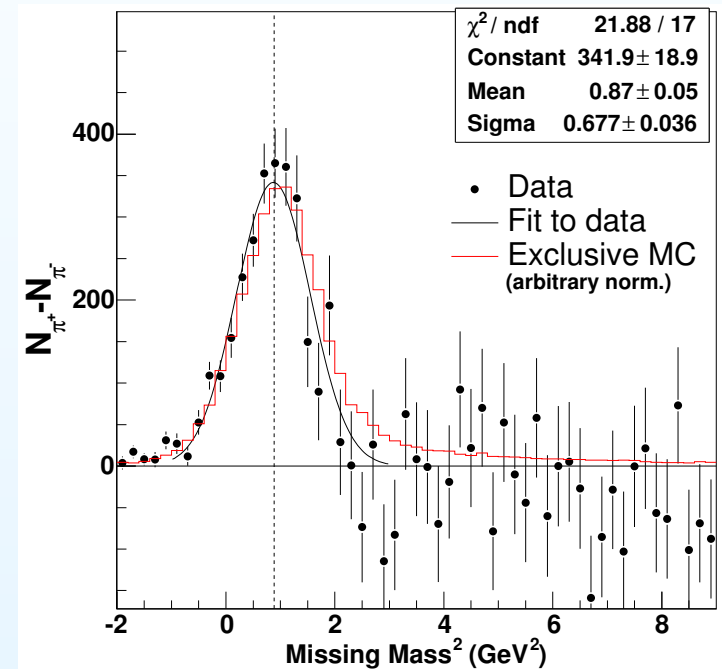 χ² / ndf 21.88 / 17
Constant 341.9 ± 18.9
Mean 0.87 ± 0.05
Sigma 0.677 ± 0.036
Data
Fit to data
Exclusive MC
(arbitrary norm.)
N_π⁺-N_π⁻
400
200
0
-2 0 2 4 6 8
Missing Mass² (GeV²)